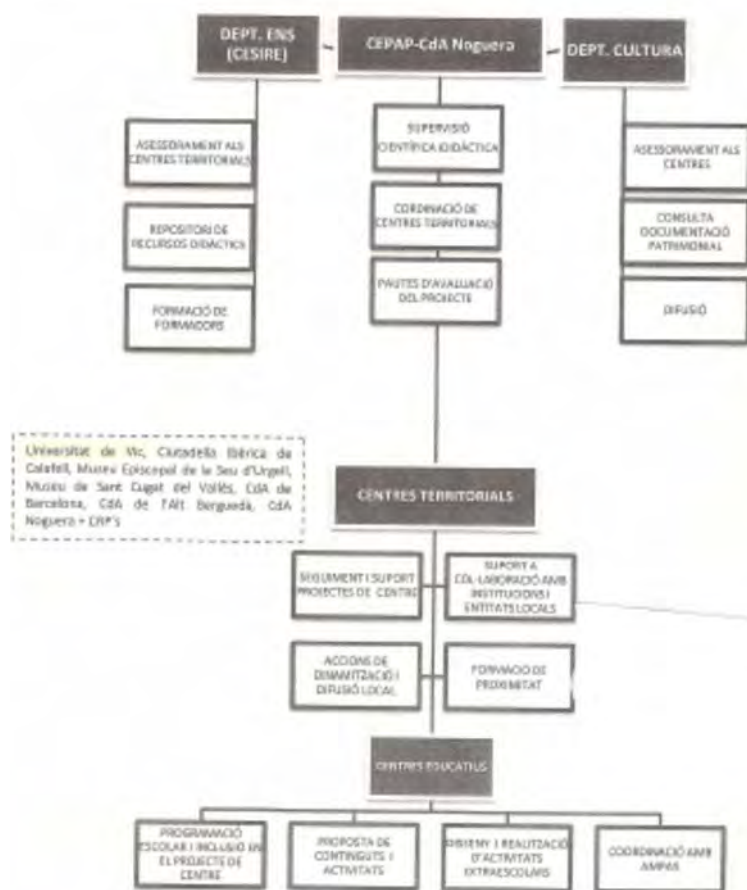 DEPT. ENS
(CESIRE)
CEPAP-CdA Noguera
DEPT. CULTURA
ASESSORAMENT ALS
CENTRES TERRITORIALS
REPOSITORI DE
RECURSOS DIDÀCTICS
FORMACIÓ DE
FORMADORS
SUPERVISIÓ
CIENTÍFICA IDIDÀCTICA
CORDINACIÓ DE
CENTRES TERRITORIALS
PAUTES D'AVALUACIÓ
DEL PROJECTE
ASESSORAMENT ALS
CENTRES
CONSULTA
DOCUMENTACIÓ
PATRIMONIAL
DIFUSIÓ
Universitat de Vic, Ciutadella Ibèrica de
Calafell, Museu Episcopal de la Seu d'Urgell,
Museu de Sant Cugat del Vallès, CdA de
Barcelona, CdA de l'Alt Berguedà, CdA
Noguera + CRP's
CENTRES TERRITORIALS
SEGUIMENT I SUPORT
PROJECTES DE CENTRE
SUPORT A
COL·LABORACIÓ AMB
INSTITUCIONS I
ENTITATS LOCALS
ACCIONS DE
DINAMITZACIÓ I
DIFUSIÓ LOCAL
FORMACIÓ DE
PROXIMITAT
CENTRES EDUCATIUS
PROGRAMACIÓ
ESCOLAR I INCLUSIÓ EN
EL PROJECTE DE
CENTRE
PROPOSTA DE
CONTINGUTS I
ACTIVITATS
DISSENY I REALITZACIÓ
D'ACTIVITATS
EXTRAESCOLARS
COORDINACIÓ AMB
AMPAS